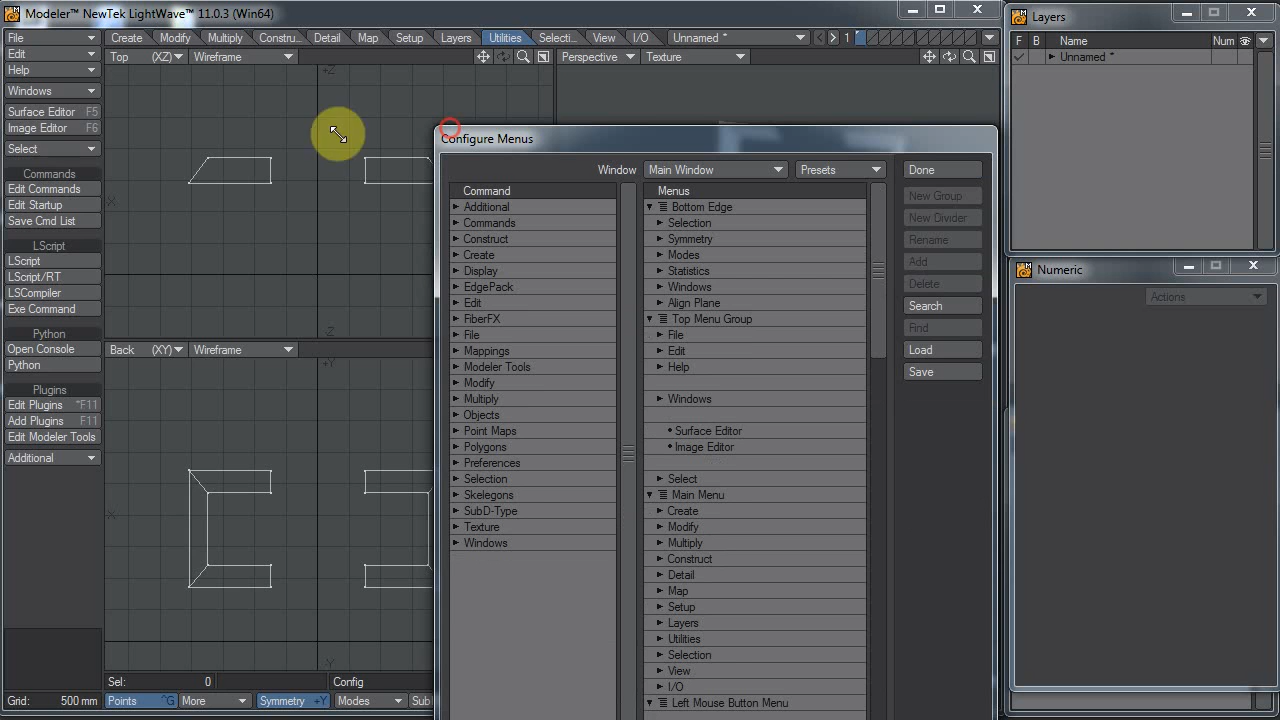 Modeler™ NewTek LightWave™ 11.0.3 (Win64)
Layers
File
Create Modify Multiply Constru... Detail Map Setup Layers Utilities Selecti... View I/O Unnamed * 1
F B Name Num
Edit
Top (XZ) Wireframe
Perspective Texture
Unnamed *
Help
+Z
Windows
Surface Editor F5
Image Editor F6
Configure Menus
Select
Window Main Window Presets Done
Commands
Edit Commands
Command Menus
New Group
Edit Startup
Additional
Bottom Edge
-X
Save Cmd List
Commands
Selection
New Divider
Construct
Symmetry
Rename
LScript
LScript
Create
Modes
Add
LScript/RT
Display
Statistics
Numeric
LSCompiler
EdgePack
Windows
Delete
Actions
Exe Command
Edit
Align Plane
Search
FiberFX
Top Menu Group
Find
Python
-Z
File
File
Open Console
Back (XY) Wireframe
Mappings
Edit
Load
Python
+Y
Modeler Tools
Help
Save
Plugins
Modify
Edit Plugins ^F11
Multiply
Windows
Add Plugins F11
Objects
Edit Modeler Tools
Point Maps
Surface Editor
Polygons
Image Editor
Additional
Preferences
Selection
Select
Skelegons
Main Menu
-X
SubD-Type
Create
Texture
Modify
Windows
Multiply
Construct
Detail
Map
Setup
Layers
Utilities
Selection
-Y
View
Sel: 0 Config
I/O
Grid: 500 mm Points ^G More Symmetry +Y Modes Sub
Left Mouse Button Menu